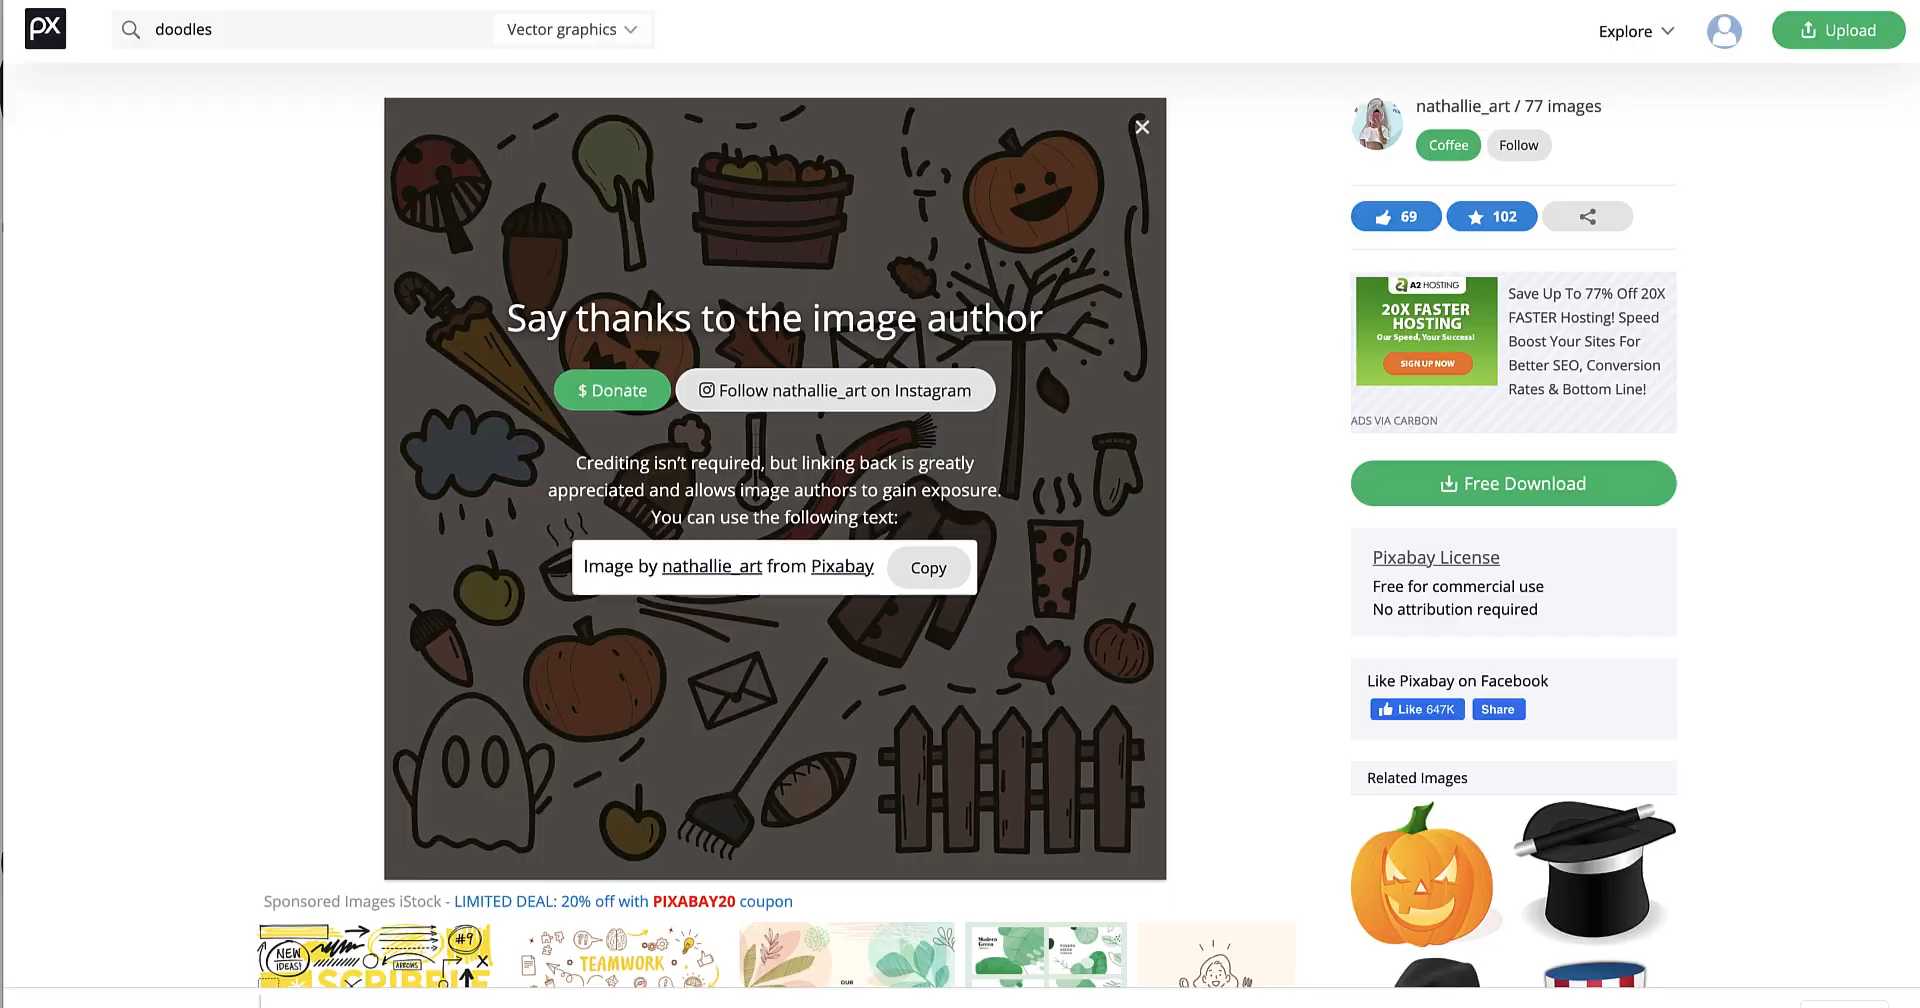 px
doodles
Vector graphics
Explore
Upload
nathallie_art / 77 images
Coffee
Follow
69
102
A2 HOSTING
20X FASTER
HOSTING
Our Speed, Your Success!
SIGN UP NOW
Save Up To 77% Off 20X
FASTER Hosting! Speed
Boost Your Sites For
Better SEO, Conversion
Rates & Bottom Line!
ADS VIA CARBON
Say thanks to the image author
$ Donate
Follow nathallie_art on Instagram
Crediting isn't required, but linking back is greatly
appreciated and allows image authors to gain exposure.
You can use the following text:
Image by nathallie_art from Pixabay
Copy
Free Download
Pixabay License
Free for commercial use
No attribution required
Like Pixabay on Facebook
Like 647K
Share
Related Images
Sponsored Images iStock - LIMITED DEAL: 20% off with PIXABAY20 coupon
NEW
IDEAS!
#9
ARROWS
SCRIBBLE
TEAMWORK
OUR
Modern
Green